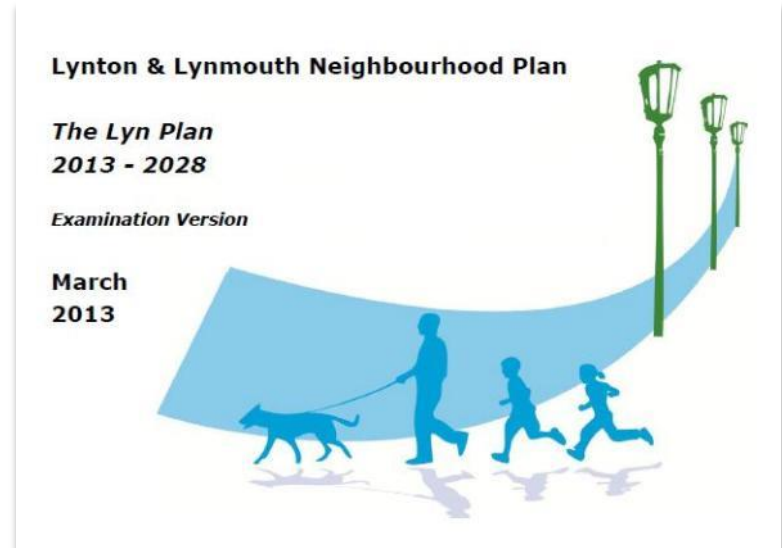 Lynton & Lynmouth Neighbourhood Plan
The Lyn Plan
2013 - 2028
Examination Version
March
2013